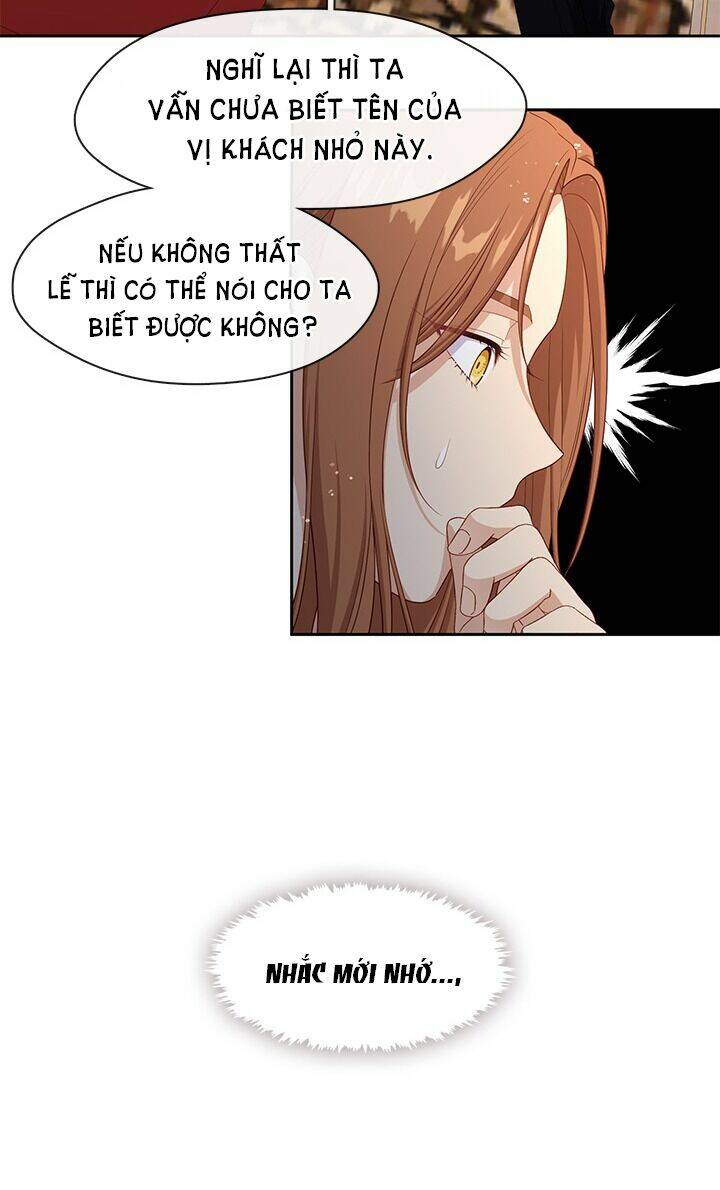 NGHĨ LẠI THÌ TA
VẪN CHƯA BIẾT TÊN CỦA
VỊ KHÁCH NHỎ NÀY.
NẾU KHÔNG THẤT
LỄ THÌ CÓ THỂ NÓI CHO TA
BIẾT ĐƯỢC KHÔNG?
NHẮC MỚI NHỚ...,